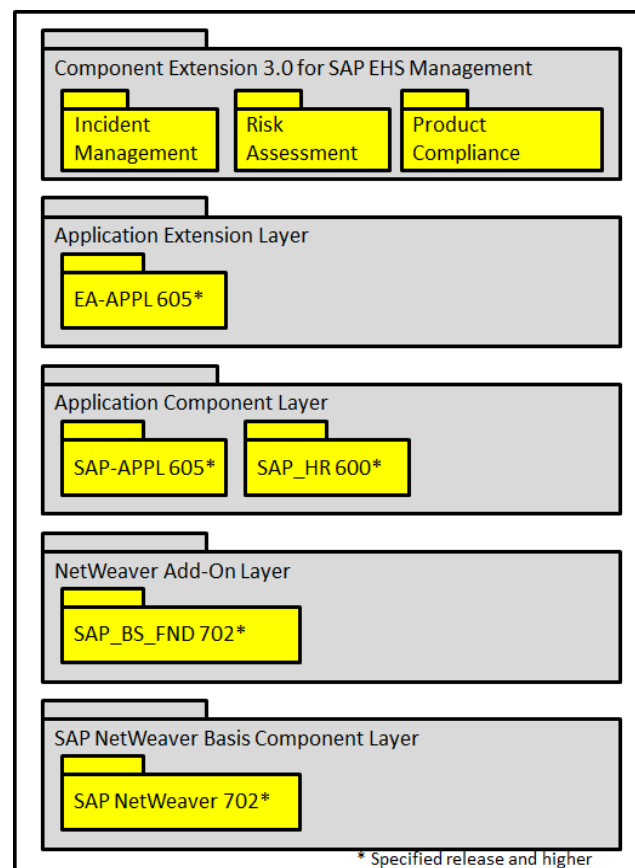 Component Extension 3.0 for SAP EHS Management
Incident
Management
Risk
Assessment
Product
Compliance
Application Extension Layer
EA-APPL 605*
Application Component Layer
SAP-APPL 605*
SAP_HR 600*
NetWeaver Add-On Layer
SAP_BS_FND 702*
SAP NetWeaver Basis Component Layer
SAP NetWeaver 702*
* Specified release and higher